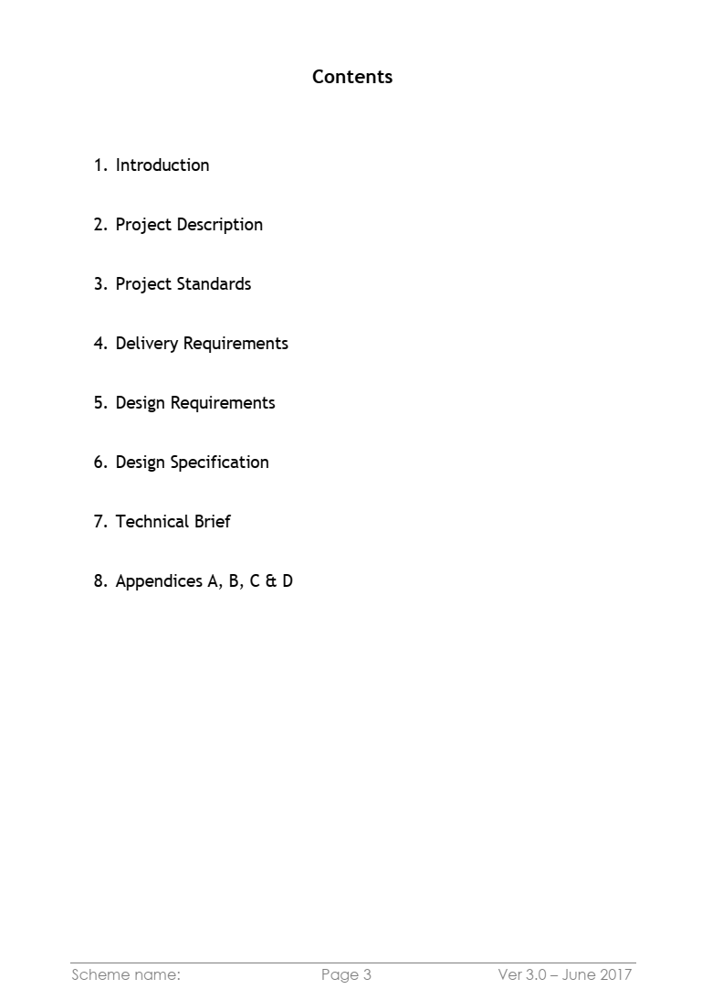 Contents
1. Introduction
2. Project Description
3. Project Standards
4. Delivery Requirements
5. Design Requirements
6. Design Specification
7. Technical Brief
8. Appendices A, B, C & D
Scheme name: Page 3 Ver 3.0 – June 2017